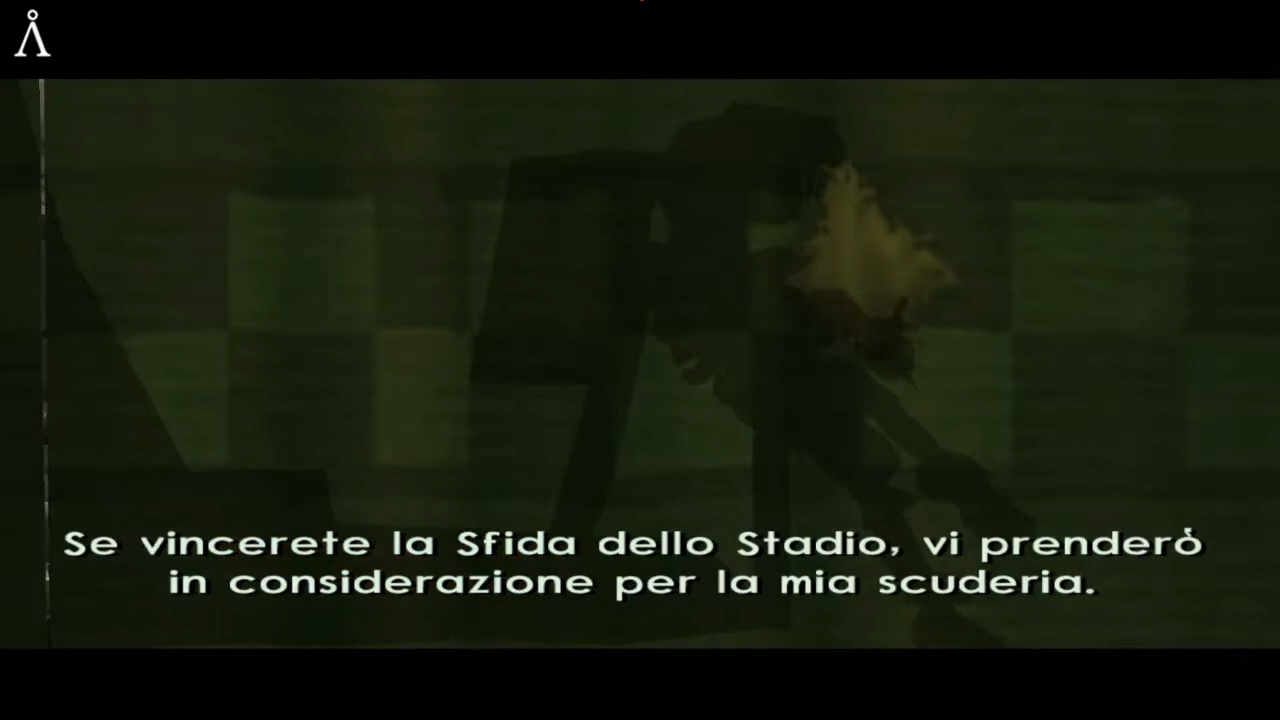 Se vincerete la Sfida dello Stadio, vi prenderò
in considerazione per la mia scuderia.